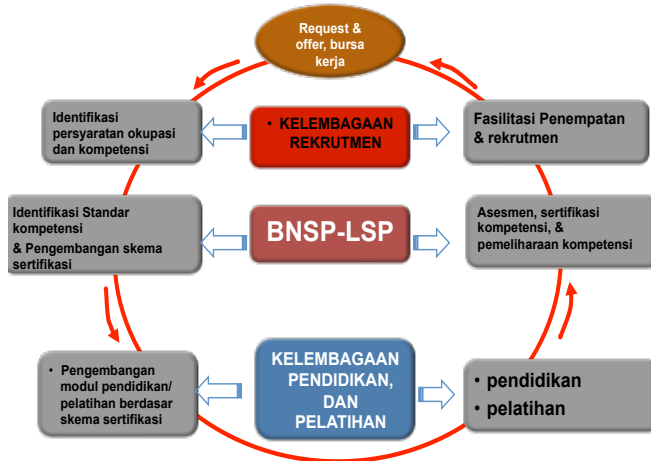 Request &
offer, bursa
kerja
Identifikasi
persyaratan okupasi
dan kompetensi
• KELEMBAGAAN
REKRUTMEN
Fasilitasi Penempatan
& rekrutmen
Identifikasi Standar
kompetensi
& Pengembangan skema
sertifikasi
BNSP-LSP
Asesmen, sertifikasi
kompetensi, &
pemeliharaan kompetensi
• Pengembangan
modul pendidikan/
pelatihan berdasar
skema sertifikasi
KELEMBAGAAN
PENDIDIKAN,
DAN
PELATIHAN
• pendidikan
• pelatihan